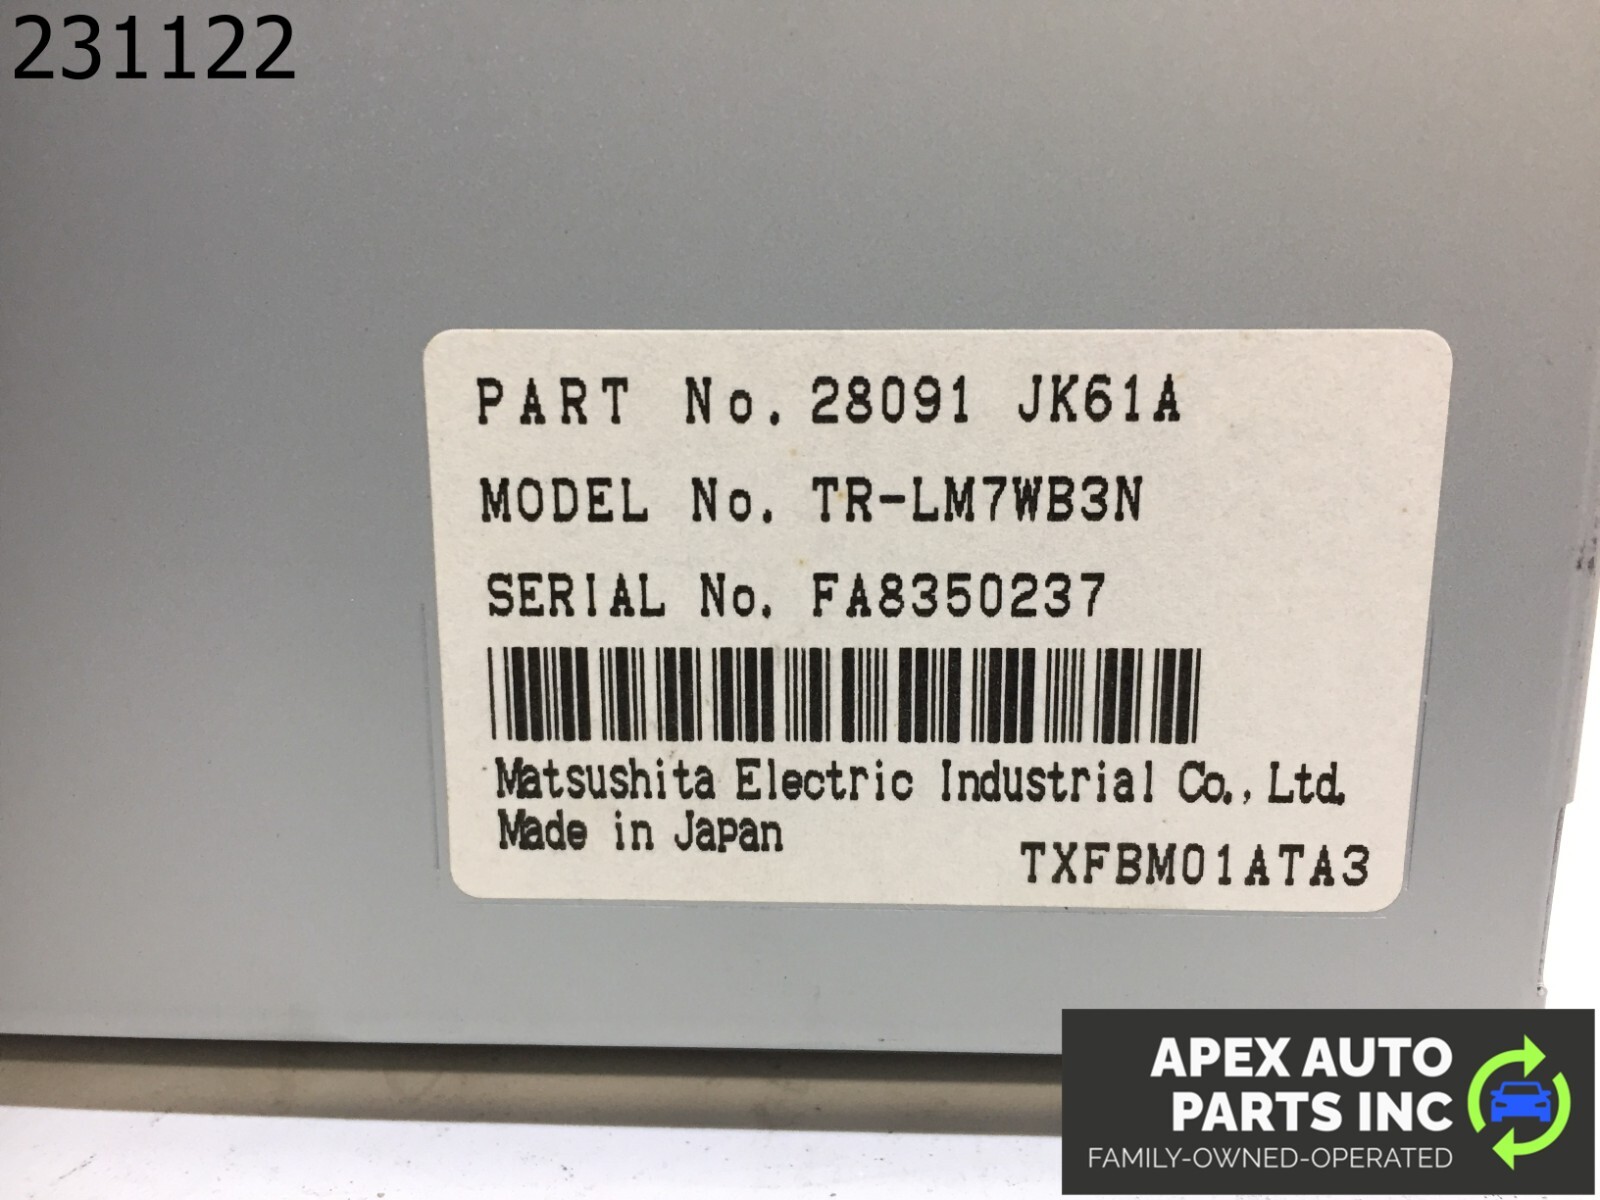 231122
PART No. 28091 JK61A
MODEL No. TR-LM7WB3N
SERIAL No. FA8350237
Matsushita Electric Industrial Co., Ltd.
Made in Japan
TXFBM01ATA3
APEX AUTO
PARTS INC
FAMILY-OWNED-OPERATED